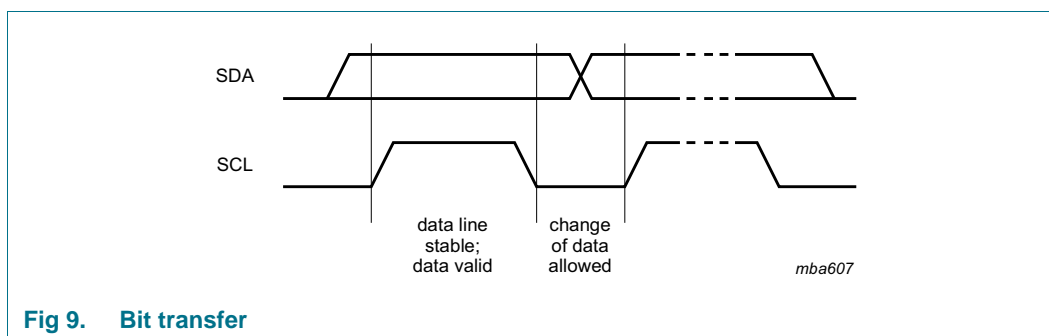 SDA
SCL
data line
stable;
data valid
change
of data
allowed
mba607
Fig 9. Bit transfer